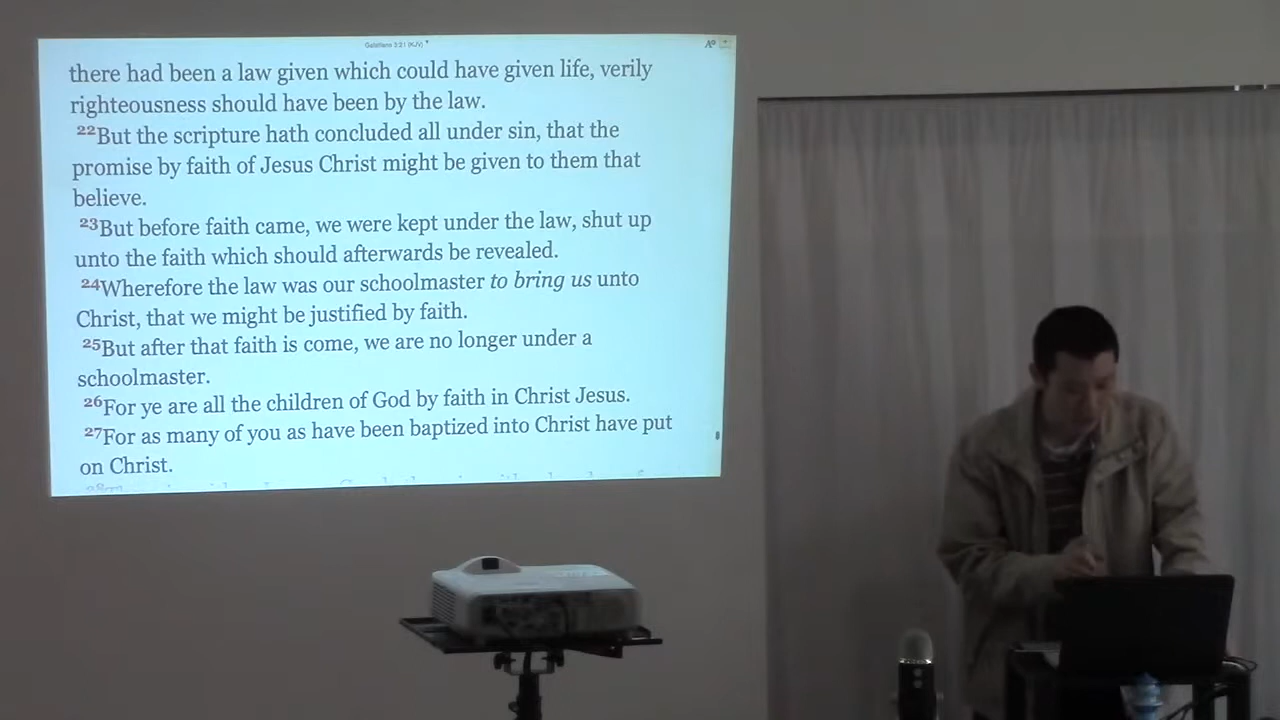 Galatians 3:21 (KJV)
there had been a law given which could have given life, verily
righteousness should have been by the law.
22But the scripture hath concluded all under sin, that the
promise by faith of Jesus Christ might be given to them that
believe.
23But before faith came, we were kept under the law, shut up
unto the faith which should afterwards be revealed.
24Wherefore the law was our schoolmaster to bring us unto
Christ, that we might be justified by faith.
25But after that faith is come, we are no longer under a
schoolmaster.
26For ye are all the children of God by faith in Christ Jesus.
27For as many of you as have been baptized into Christ have put
on Christ.